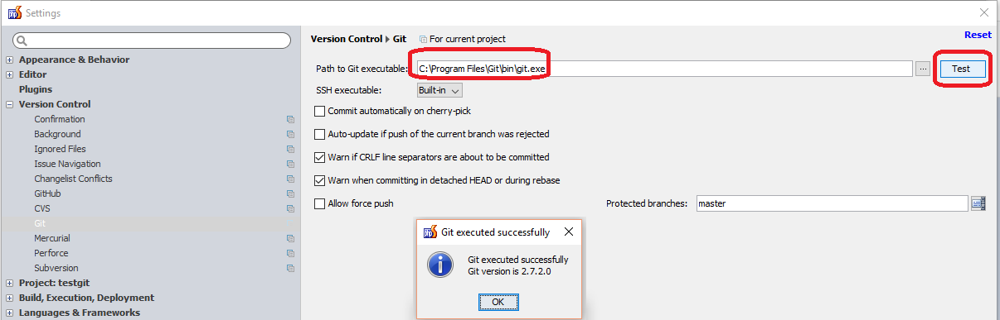 Settings
Reset
Version Control Git For current project
Appearance & Behavior
Editor
Plugins
Version Control
Confirmation
Background
Ignored Files
Issue Navigation
Changelist Conflicts
GitHub
CVS
Git
Mercurial
Perforce
Subversion
Project: testgit
Build, Execution, Deployment
Languages & Frameworks
Path to Git executable: C:\Program Files\Git\bin\git.exe ... Test
SSH executable: Built-in
Commit automatically on cherry-pick
Auto-update if push of the current branch was rejected
Warn if CRLF line separators are about to be committed
Warn when committing in detached HEAD or during rebase
Allow force push Protected branches: master
Git executed successfully
Git executed successfully
Git version is 2.7.2.0
OK